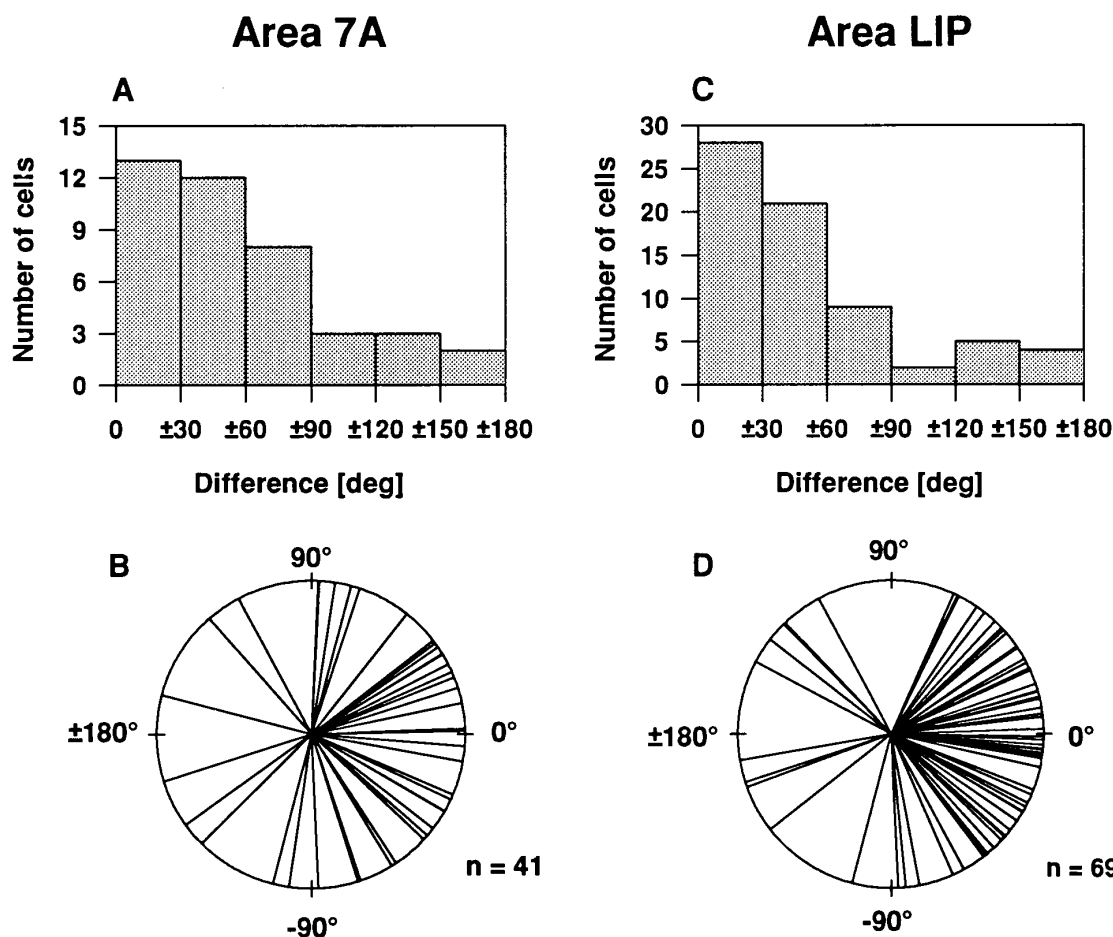 Area 7A
Area LIP
A
Number of cells
15
12
9
6
3
0
0 ±30 ±60 ±90 ±120 ±150 ±180
Difference [deg]
C
Number of cells
30
25
20
15
10
5
0
0 ±30 ±60 ±90 ±120 ±150 ±180
Difference [deg]
B
90°
±180°
0°
-90°
n = 41
D
90°
±180°
0°
-90°
n = 69